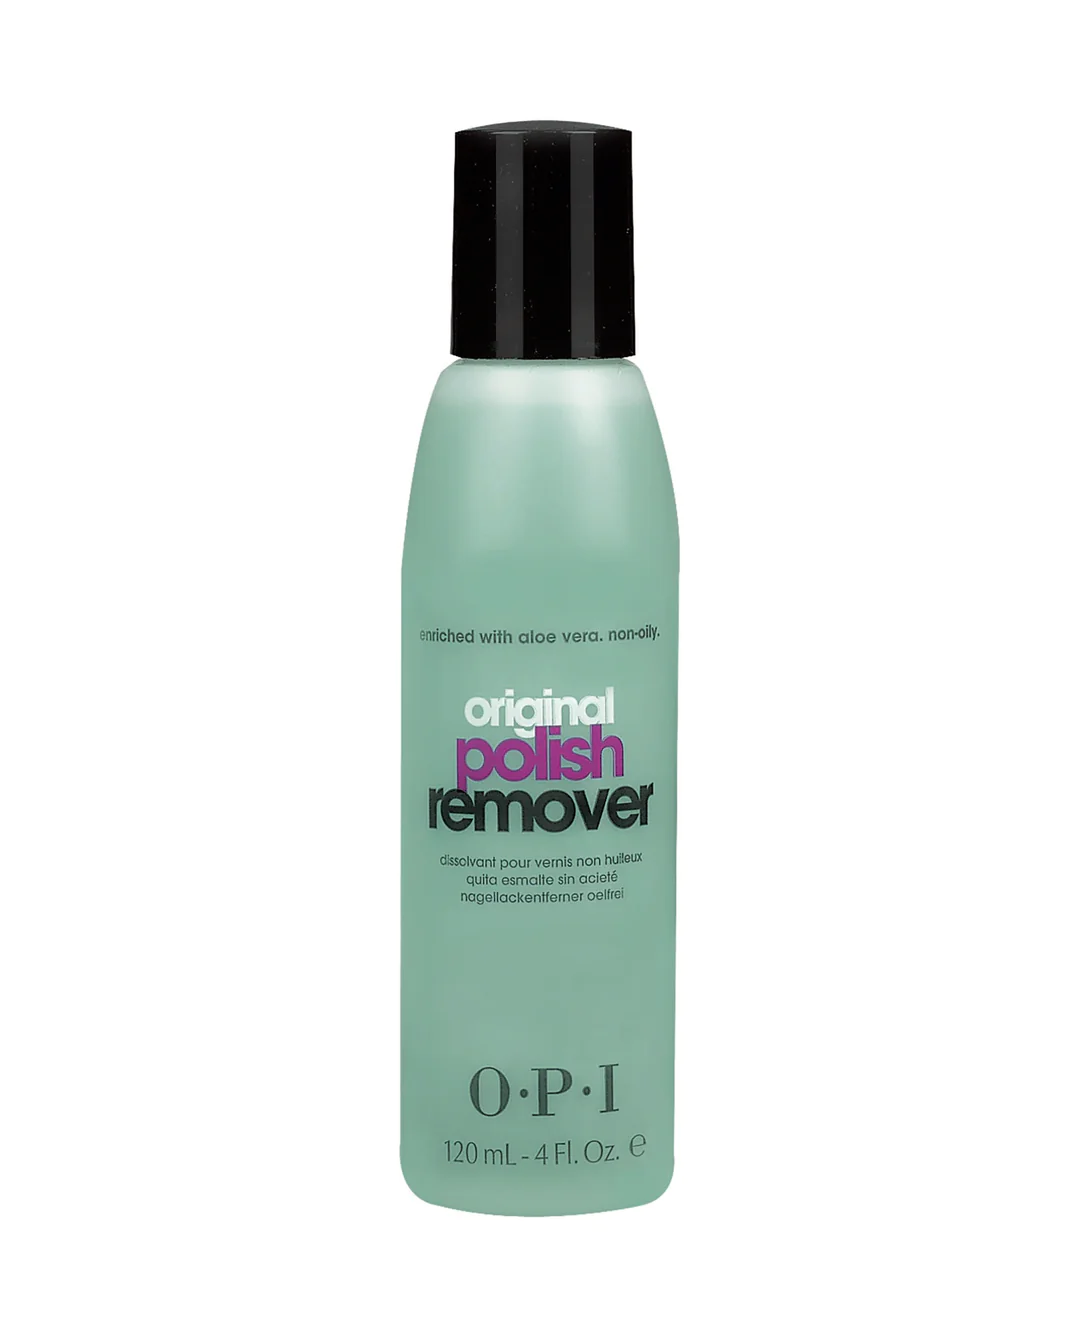 enriched with aloe vera. non-oily.
original
polish
remover
dissolvant pour vernis non huileux
quita esmalte sin acieté
nagellackentferner oelfrei
O·P·I
120 mL - 4 Fl. Oz. ℮